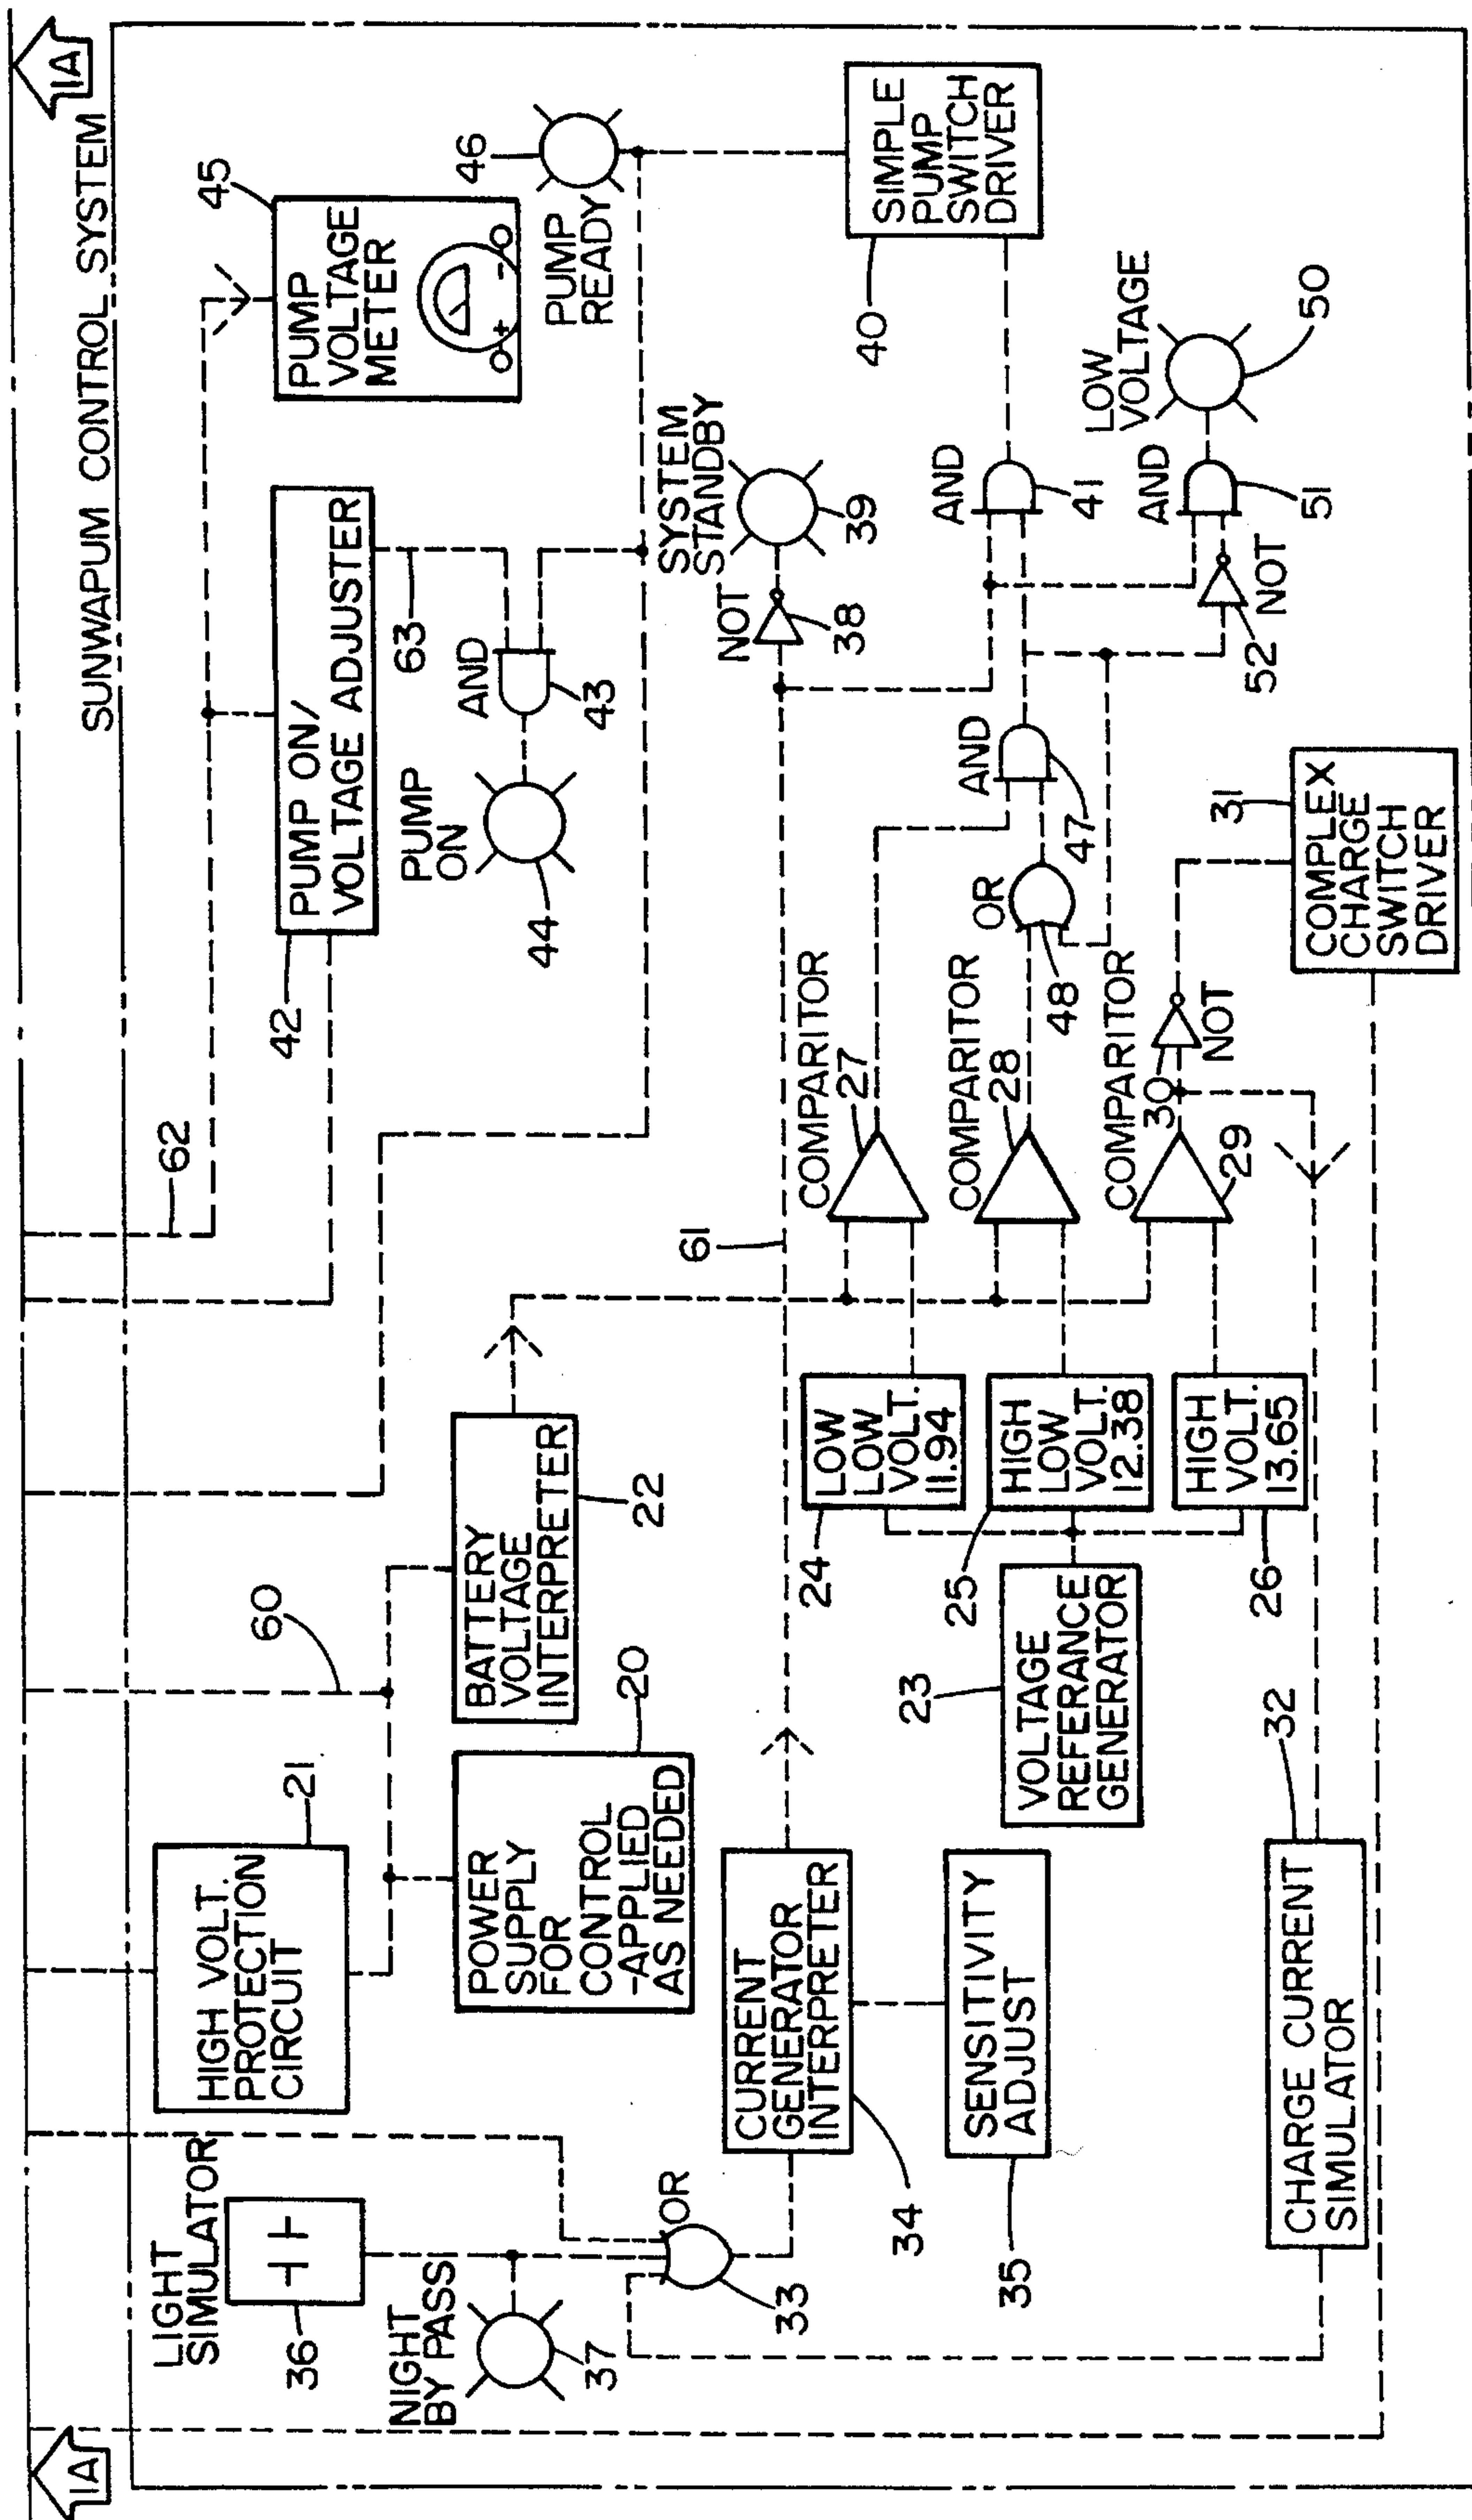 1A
1A
SUNWAPUM CONTROL SYSTEM
LIGHT
SIMULATOR
36
NIGHT
BY PASS
37
OR
33
HIGH VOLT.
PROTECTION
CIRCUIT
21
60
62
POWER
SUPPLY
FOR
CONTROL
-APPLIED
AS NEEDED
20
BATTERY
VOLTAGE
INTERPRETER
22
42
PUMP ON/
VOLTAGE ADJUSTER
63
45
PUMP
VOLTAGE
METER
+
-
46
PUMP
READY
PUMP
ON
44
AND
43
CURRENT
GENERATOR
INTERPRETER
34
SENSITIVITY
ADJUST
35
61
NOT
38
SYSTEM
STANDBY
39
23
VOLTAGE
REFERANCE
GENERATOR
24
LOW
LOW
VOLT.
11.94
25
HIGH
LOW
VOLT.
12.38
26
HIGH
VOLT.
13.65
COMPARITOR
27
COMPARITOR
28
COMPARITOR
29
30
NOT
OR
48
AND
47
AND
41
40
SIMPLE
PUMP
SWITCH
DRIVER
AND
51
NOT
52
LOW
VOLTAGE
50
31
COMPLEX
CHARGE
SWITCH
DRIVER
32
CHARGE CURRENT
SIMULATOR